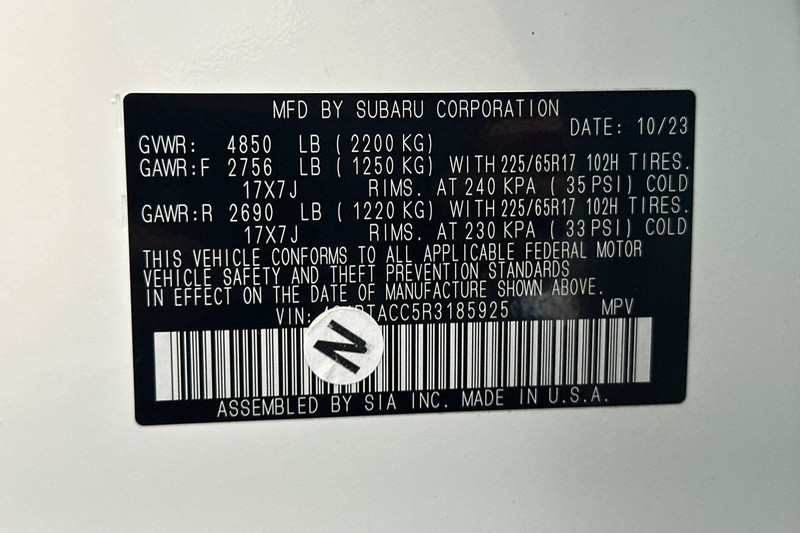 MFD BY SUBARU CORPORATION
DATE: 10/23
GVWR: 4850 LB (2200 KG)
GAWR:F 2756 LB (1250 KG) WITH 225/65R17 102H TIRES.
17X7J RIMS. AT 240 KPA (35 PSI) COLD
GAWR:R 2690 LB (1220 KG) WITH 225/65R17 102H TIRES.
17X7J RIMS. AT 230 KPA (33 PSI) COLD
THIS VEHICLE CONFORMS TO ALL APPLICABLE FEDERAL MOTOR
VEHICLE SAFETY AND THEFT PREVENTION STANDARDS
IN EFFECT ON THE DATE OF MANUFACTURE SHOWN ABOVE.
VIN: MPV
N
ASSEMBLED BY SIA INC. MADE IN U.S.A.